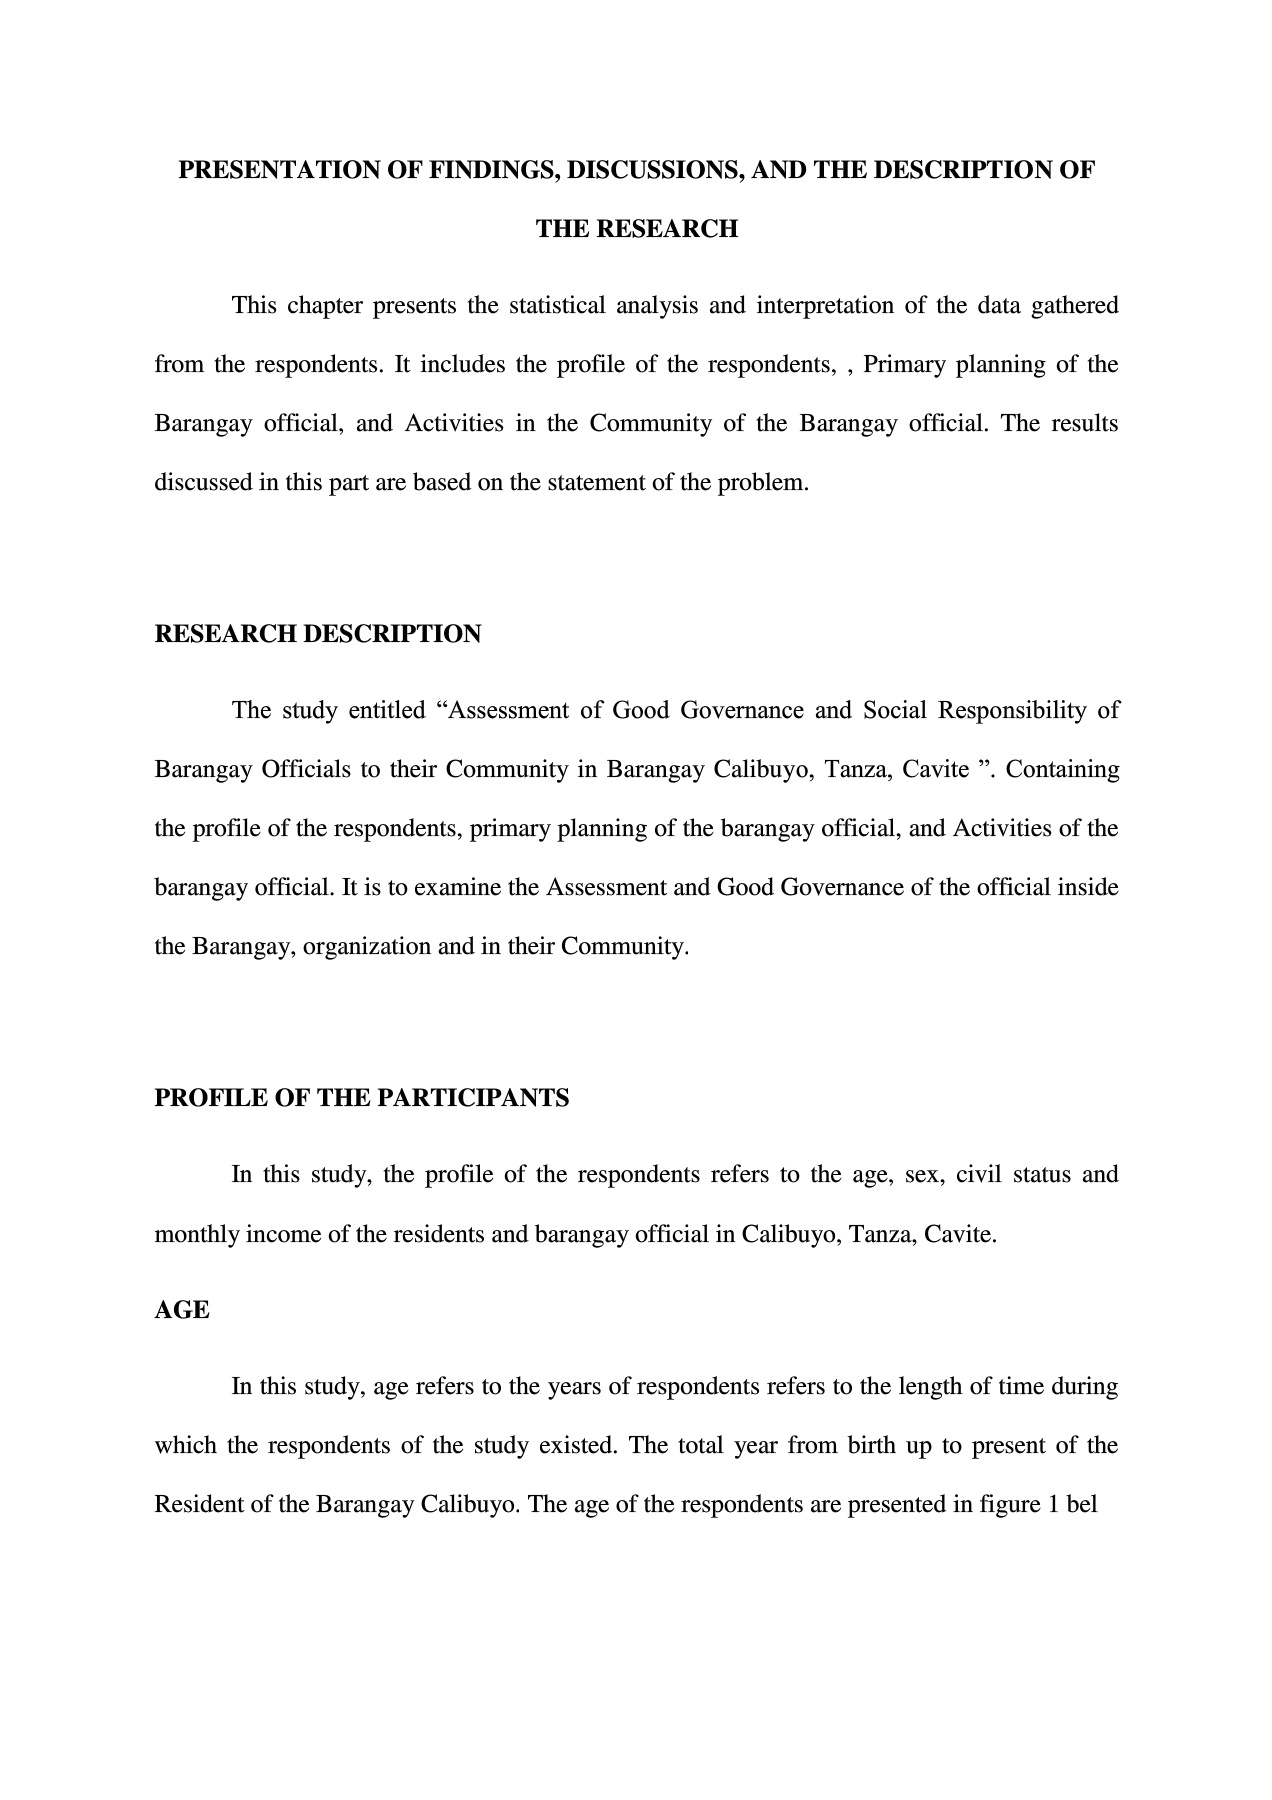 PRESENTATION OF FINDINGS, DISCUSSIONS, AND THE DESCRIPTION OF
THE RESEARCH
This chapter presents the statistical analysis and interpretation of the data gathered
from the respondents. It includes the profile of the respondents, , Primary planning of the
Barangay official, and Activities in the Community of the Barangay official. The results
discussed in this part are based on the statement of the problem.
RESEARCH DESCRIPTION
The study entitled “Assessment of Good Governance and Social Responsibility of
Barangay Officials to their Community in Barangay Calibuyo, Tanza, Cavite ”. Containing
the profile of the respondents, primary planning of the barangay official, and Activities of the
barangay official. It is to examine the Assessment and Good Governance of the official inside
the Barangay, organization and in their Community.
PROFILE OF THE PARTICIPANTS
In this study, the profile of the respondents refers to the age, sex, civil status and
monthly income of the residents and barangay official in Calibuyo, Tanza, Cavite.
AGE
In this study, age refers to the years of respondents refers to the length of time during
which the respondents of the study existed. The total year from birth up to present of the
Resident of the Barangay Calibuyo. The age of the respondents are presented in figure 1 bel